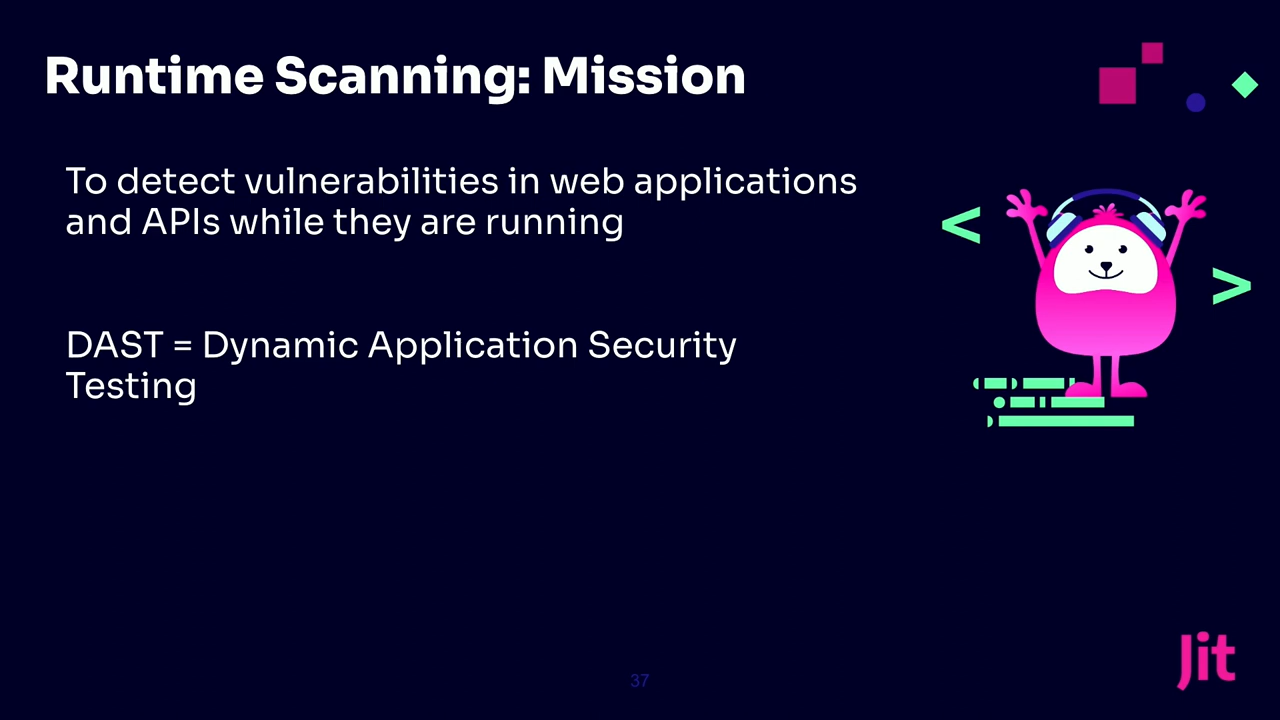 Runtime Scanning: Mission
To detect vulnerabilities in web applications
and APIs while they are running
<
>
DAST = Dynamic Application Security
Testing
37
Jit